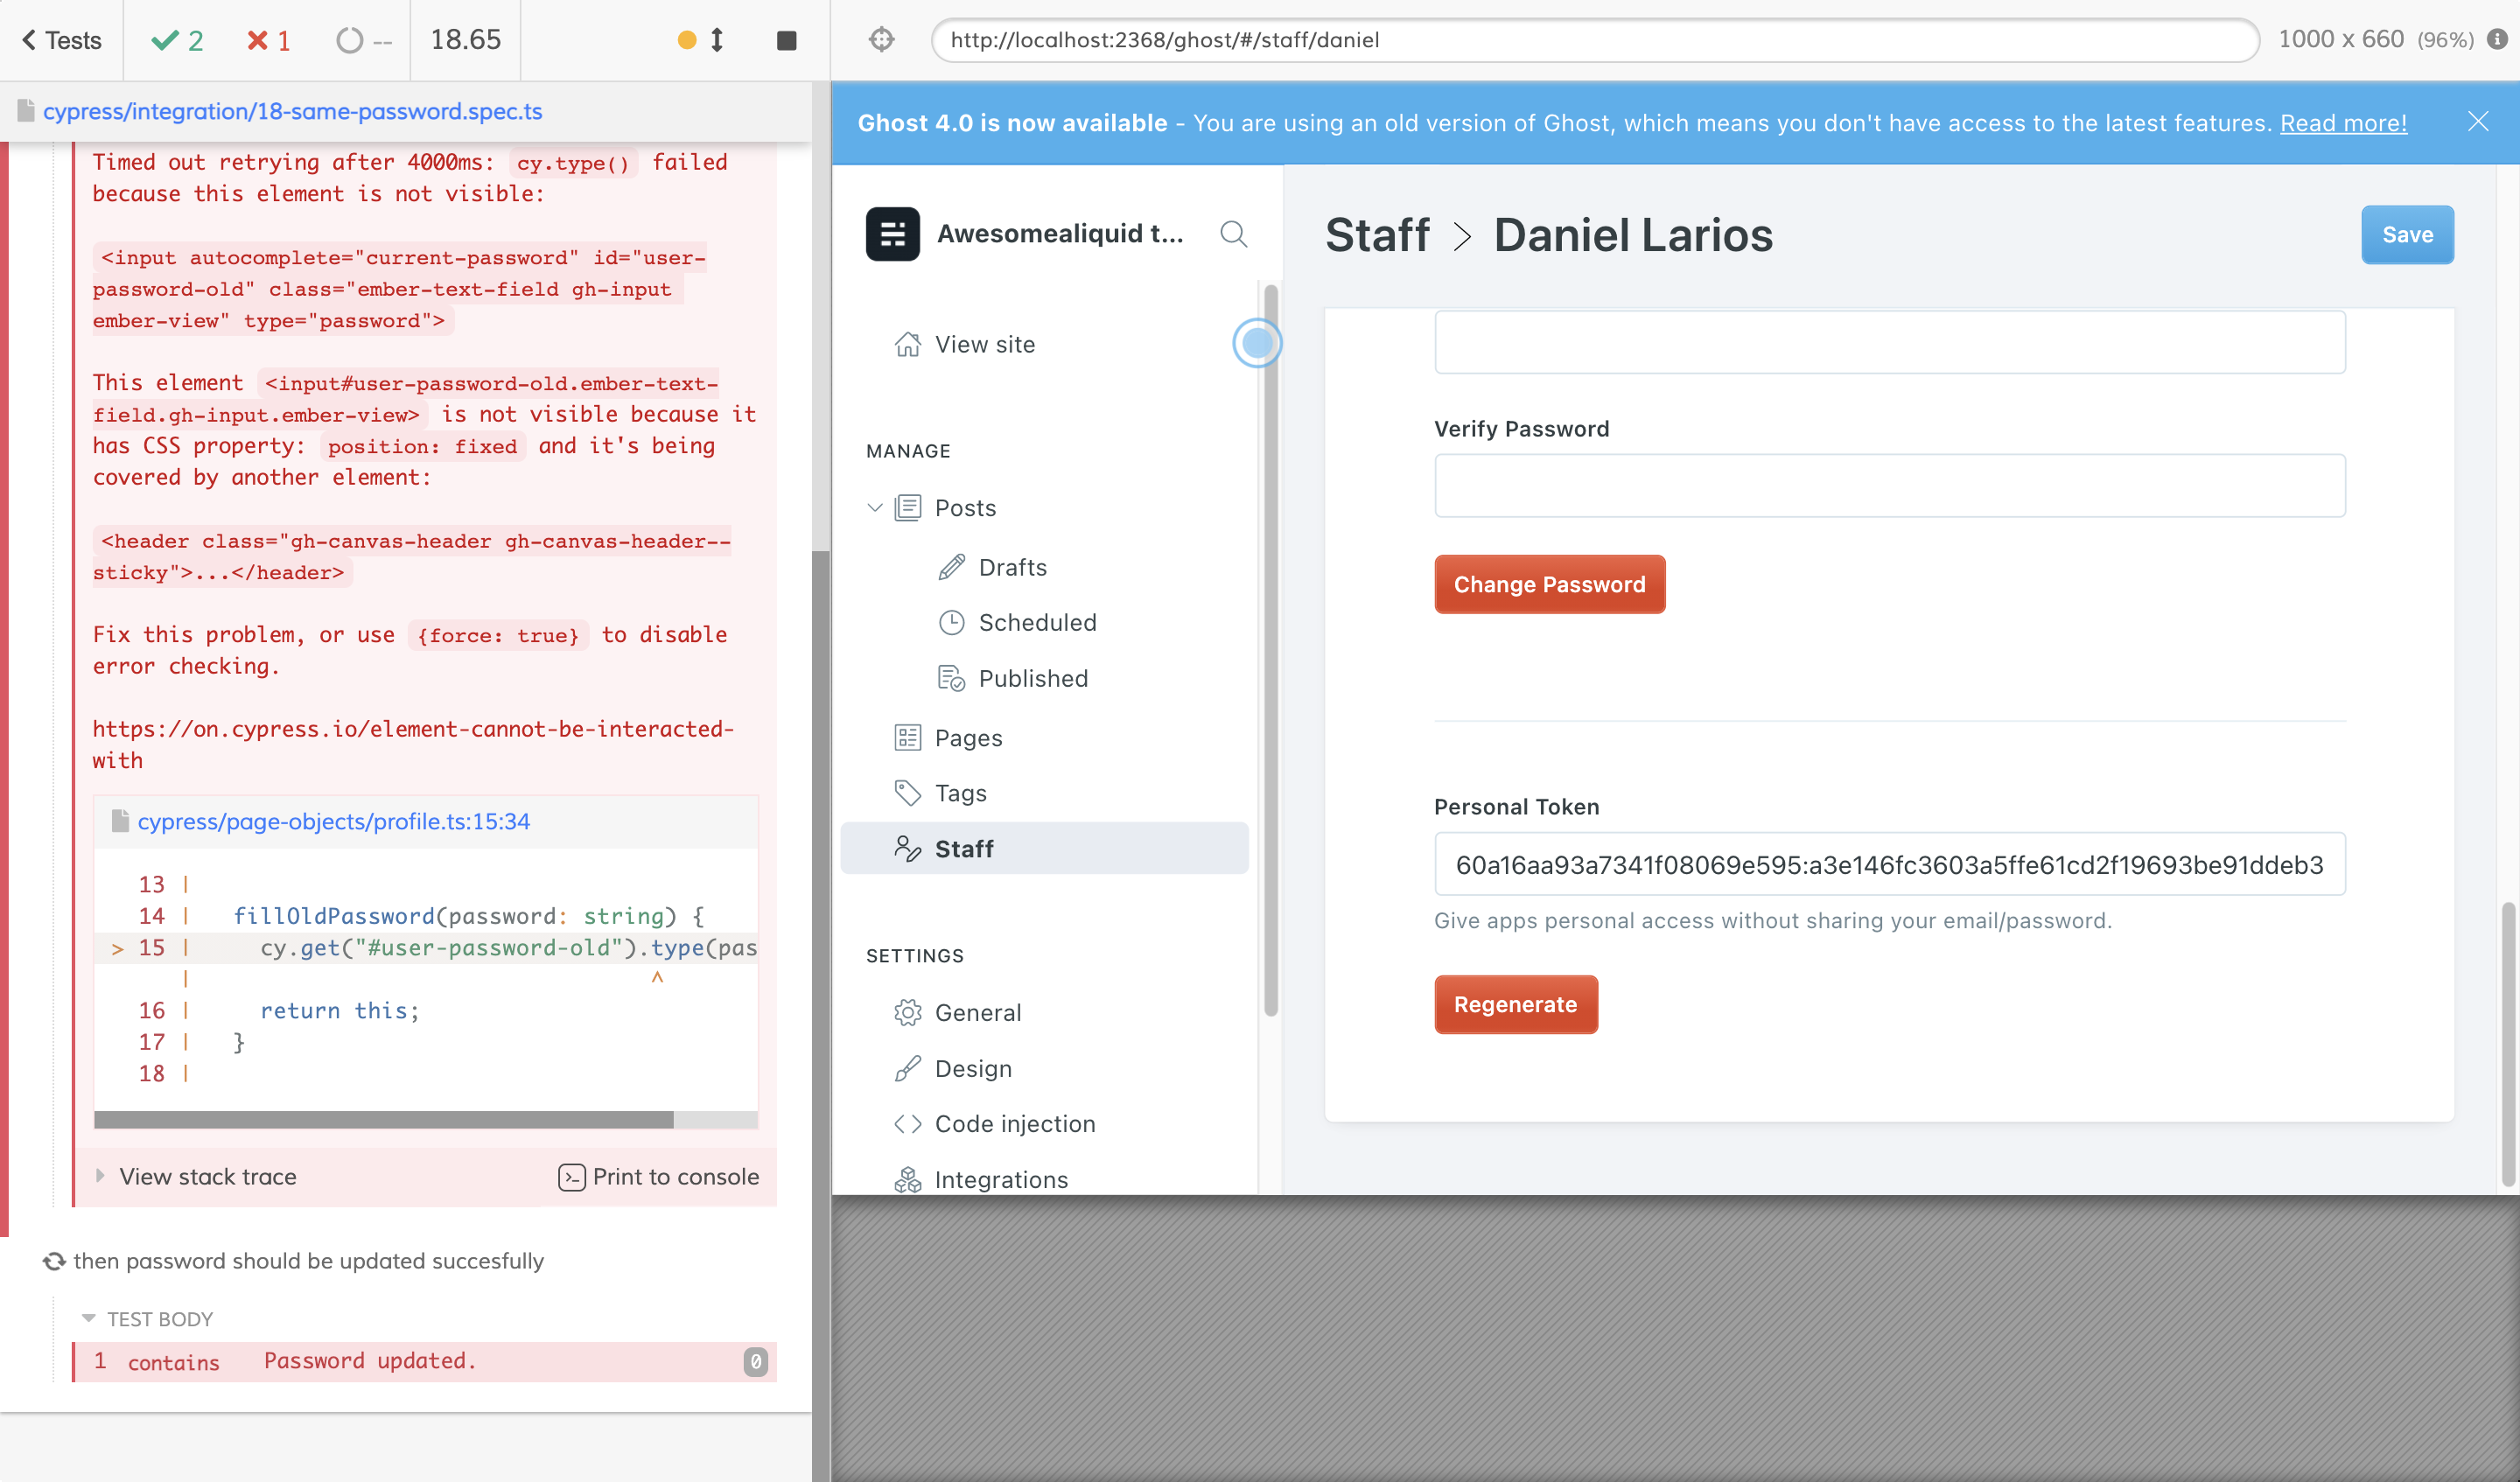 Tests
2
1
--
18.65
http://localhost:2368/ghost/#/staff/daniel
1000 x 660 (96%)
cypress/integration/18-same-password.spec.ts
Timed out retrying after 4000ms: cy.type() failed
because this element is not visible:
<input autocomplete="current-password" id="user-
password-old" class="ember-text-field gh-input
ember-view" type="password">
This element <input#user-password-old.ember-text-
field.gh-input.ember-view> is not visible because it
has CSS property: position: fixed and it's being
covered by another element:
<header class="gh-canvas-header gh-canvas-header--
sticky">...</header>
Fix this problem, or use {force: true} to disable
error checking.
https://on.cypress.io/element-cannot-be-interacted-
with
cypress/page-objects/profile.ts:15:34
13 |
14 | fillOldPassword(password: string) {
> 15 | cy.get("#user-password-old").type(pas
| ^
16 | return this;
17 | }
18 |
View stack trace
Print to console
then password should be updated succesfully
TEST BODY
1 contains Password updated. 0
Ghost 4.0 is now available - You are using an old version of Ghost, which means you don't have access to the latest features. Read more!
Awesomealiquid t...
View site
MANAGE
Posts
Drafts
Scheduled
Published
Pages
Tags
Staff
SETTINGS
General
Design
Code injection
Integrations
Staff > Daniel Larios
Save
Verify Password
Change Password
Personal Token
60a16aa93a7341f08069e595:a3e146fc3603a5ffe61cd2f19693be91ddeb3
Give apps personal access without sharing your email/password.
Regenerate